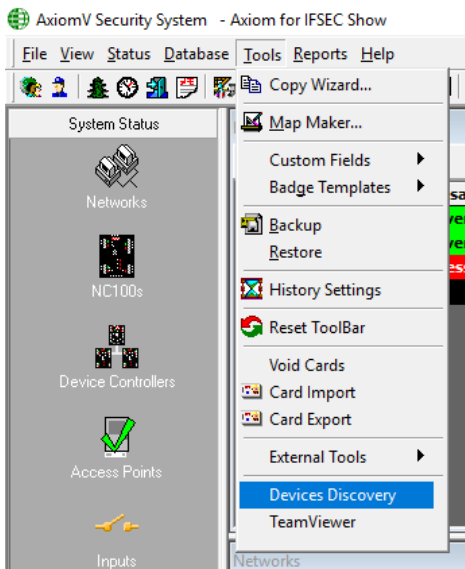 AxiomV Security System - Axiom for IFSEC Show
File View Status Database Tools Reports Help
System Status
Networks
NC100s
Device Controllers
Access Points
Inputs
Copy Wizard...
Map Maker...
Custom Fields
Badge Templates
Backup
Restore
History Settings
Reset ToolBar
Void Cards
Card Import
Card Export
External Tools
Devices Discovery
TeamViewer
Networks